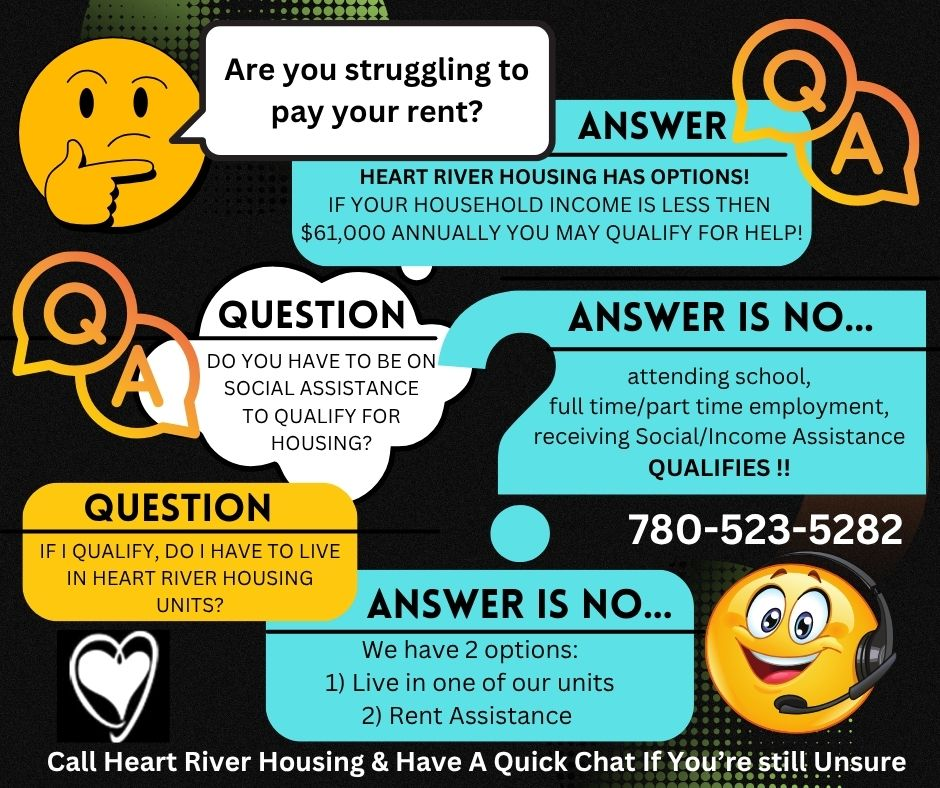 Are you struggling to
pay your rent?
Q
A
ANSWER
HEART RIVER HOUSING HAS OPTIONS!
IF YOUR HOUSEHOLD INCOME IS LESS THEN
$61,000 ANNUALLY YOU MAY QUALIFY FOR HELP!
Q
A
QUESTION
DO YOU HAVE TO BE ON
SOCIAL ASSISTANCE
TO QUALIFY FOR
HOUSING?
ANSWER IS NO...
attending school,
full time/part time employment,
receiving Social/Income Assistance
QUALIFIES !!
780-523-5282
QUESTION
IF I QUALIFY, DO I HAVE TO LIVE
IN HEART RIVER HOUSING
UNITS?
ANSWER IS NO...
We have 2 options:
1) Live in one of our units
2) Rent Assistance
Call Heart River Housing & Have A Quick Chat If You’re still Unsure